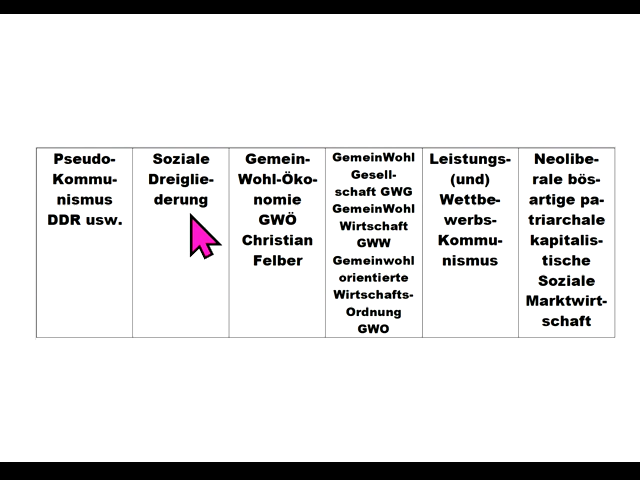 Pseudo-
Kommu-
nismus
DDR usw.
Soziale
Dreiglie-
derung
Gemein-
Wohl-Öko-
nomie
GWÖ
Christian
Felber
GemeinWohl
Gesell-
schaft GWG
GemeinWohl
Wirtschaft
GWW
Gemeinwohl
orientierte
Wirtschafts-
Ordnung
GWO
Leistungs-
(und)
Wettbe-
werbs-
Kommu-
nismus
Neolibe-
rale bös-
artige pa-
triarchale
kapitalis-
tische
Soziale
Marktwirt-
schaft